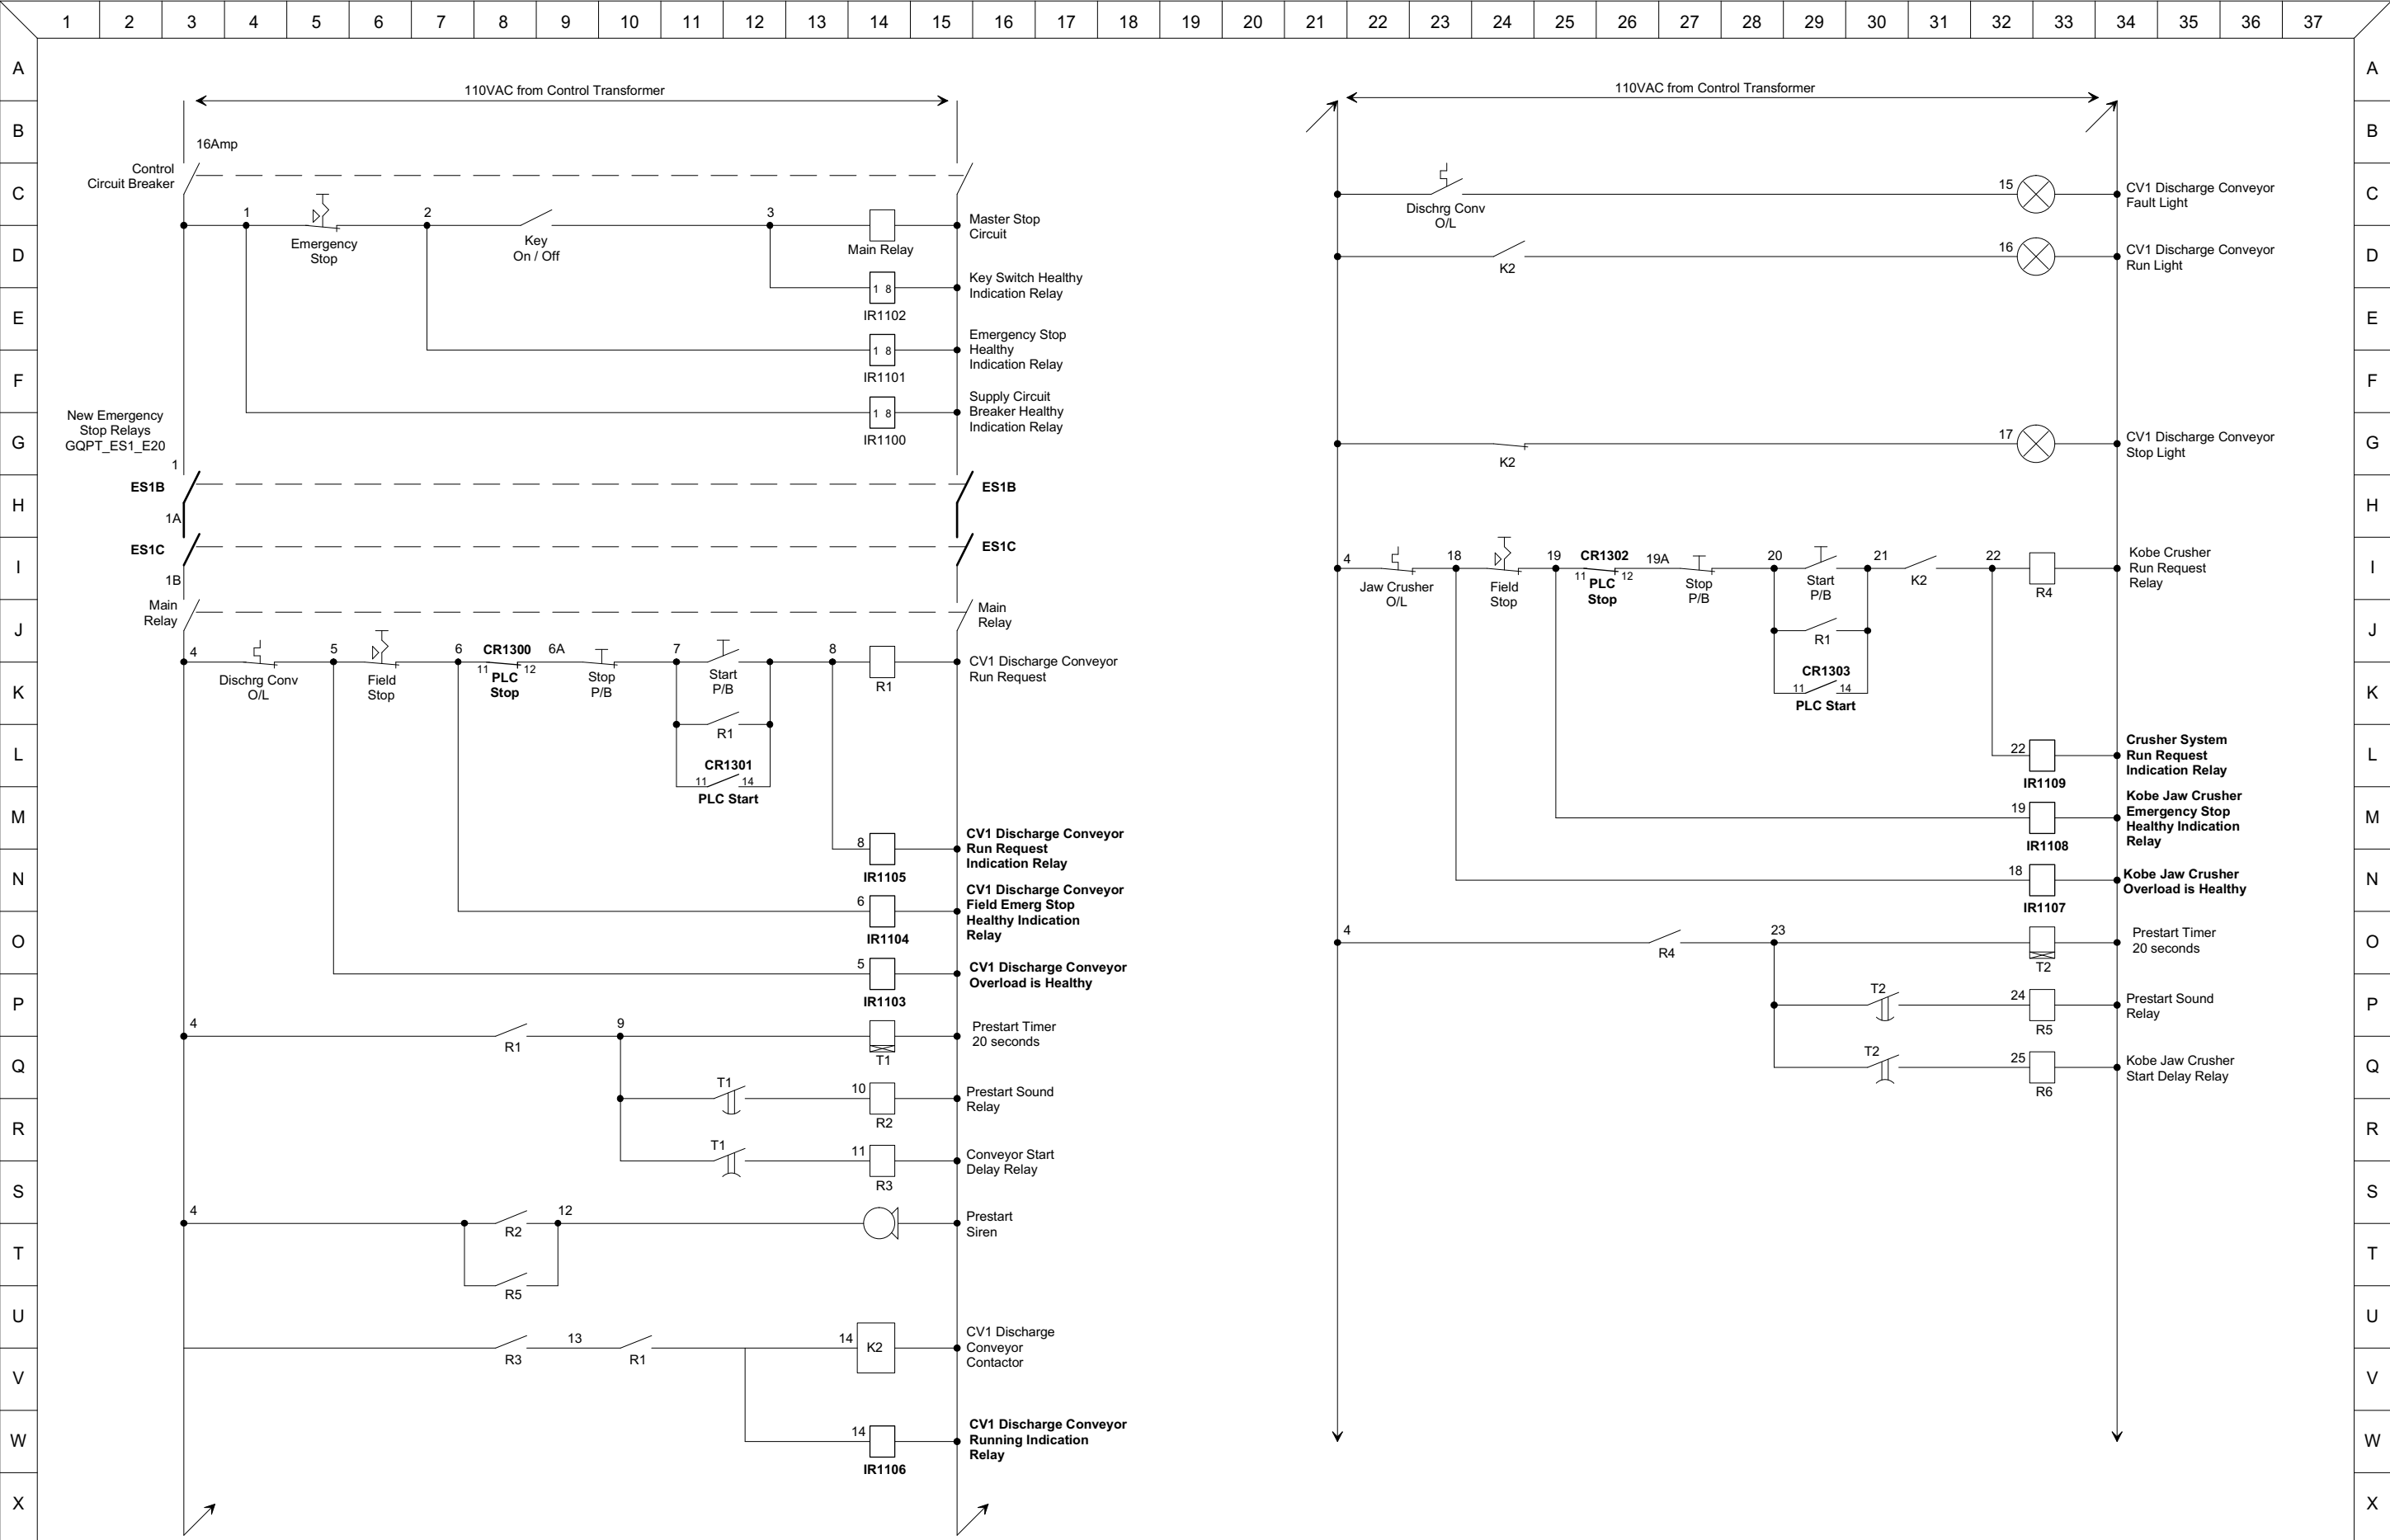 1 2 3 4 5 6 7 8 9 10 11 12 13 14 15 16 17 18 19 20 21 22 23 24 25 26 27 28 29 30 31 32 33 34 35 36 37
A A
B B
C C
D D
E E
F F
G G
H H
I I
J J
K K
L L
M M
N N
O O
P P
Q Q
R R
S S
T T
U U
V V
W W
X X
110VAC from Control Transformer
16Amp
Control
Circuit Breaker
1
Emergency
Stop
2
Key
On / Off
3
Main Relay
Master Stop
Circuit
1 8
IR1102
Key Switch Healthy
Indication Relay
1 8
IR1101
Emergency Stop
Healthy
Indication Relay
1 8
IR1100
Supply Circuit
Breaker Healthy
Indication Relay
New Emergency
Stop Relays
GQPT_ES1_E20
1
ES1B
ES1B
1A
ES1C
ES1C
1B
Main
Relay
Main
Relay
4
Dischrg Conv
O/L
5
Field
Stop
6
CR1300
11 12
PLC
Stop
6A
Stop
P/B
7
Start
P/B
8
R1
CV1 Discharge Conveyor
Run Request
R1
CR1301
11 14
PLC Start
8
IR1105
CV1 Discharge Conveyor
Run Request
Indication Relay
6
IR1104
CV1 Discharge Conveyor
Field Emerg Stop
Healthy Indication
Relay
5
IR1103
CV1 Discharge Conveyor
Overload is Healthy
4
R1
9
T1
Prestart Timer
20 seconds
T1
10
R2
Prestart Sound
Relay
T1
11
R3
Conveyor Start
Delay Relay
4
R2
12
Prestart
Siren
R5
R3
13
R1
14
K2
CV1 Discharge
Conveyor
Contactor
14
IR1106
CV1 Discharge Conveyor
Running Indication
Relay
110VAC from Control Transformer
Dischrg Conv
O/L
15
CV1 Discharge Conveyor
Fault Light
K2
16
CV1 Discharge Conveyor
Run Light
K2
17
CV1 Discharge Conveyor
Stop Light
4
Jaw Crusher
O/L
18
Field
Stop
19
CR1302
11 12
PLC
Stop
19A
Stop
P/B
20
Start
P/B
21
K2
22
R4
Kobe Crusher
Run Request
Relay
R1
CR1303
11 14
PLC Start
22
IR1109
Crusher System
Run Request
Indication Relay
19
IR1108
Kobe Jaw Crusher
Emergency Stop
Healthy Indication
Relay
18
IR1107
Kobe Jaw Crusher
Overload is Healthy
4
R4
23
T2
Prestart Timer
20 seconds
T2
24
R5
Prestart Sound
Relay
T2
25
R6
Kobe Jaw Crusher
Start Delay Relay